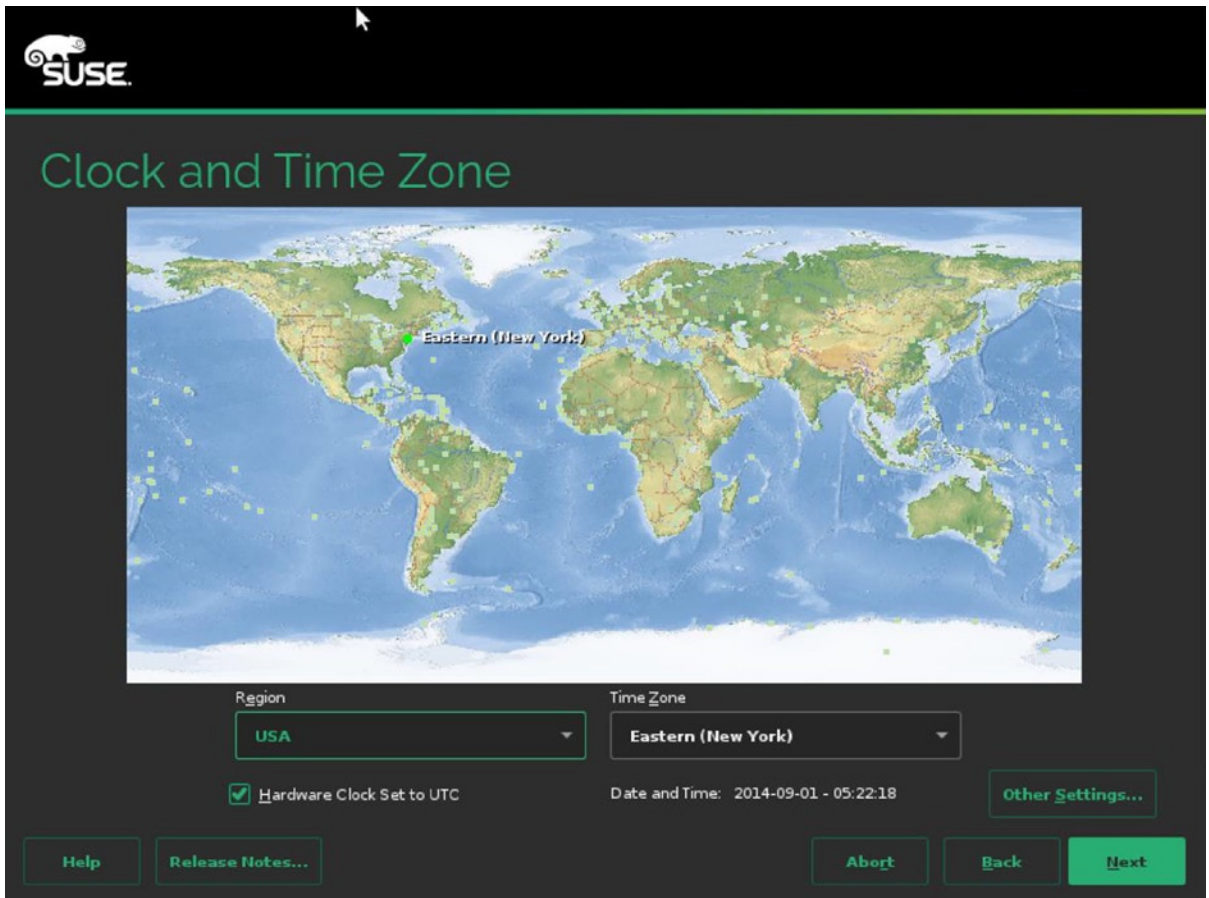 SUSE.
Clock and Time Zone
Eastern (New York)
Region
Time Zone
USA
Eastern (New York)
Hardware Clock Set to UTC
Date and Time: 2014-09-01 - 05:22:18
Other Settings...
Help
Release Notes...
Abort
Back
Next